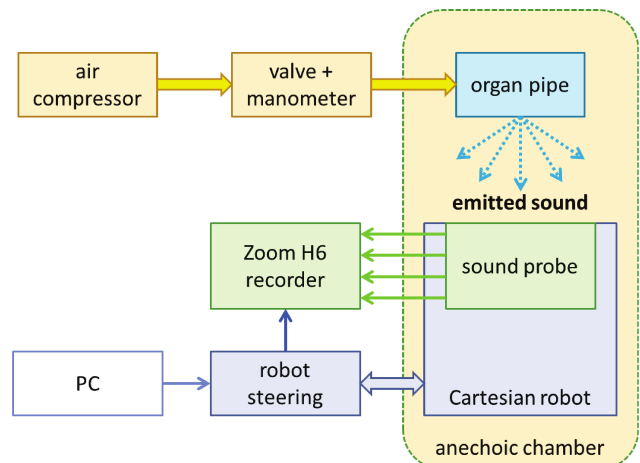 air
compressor
valve +
manometer
organ pipe
emitted sound
Zoom H6
recorder
sound probe
PC
robot
steering
Cartesian robot
anechoic chamber